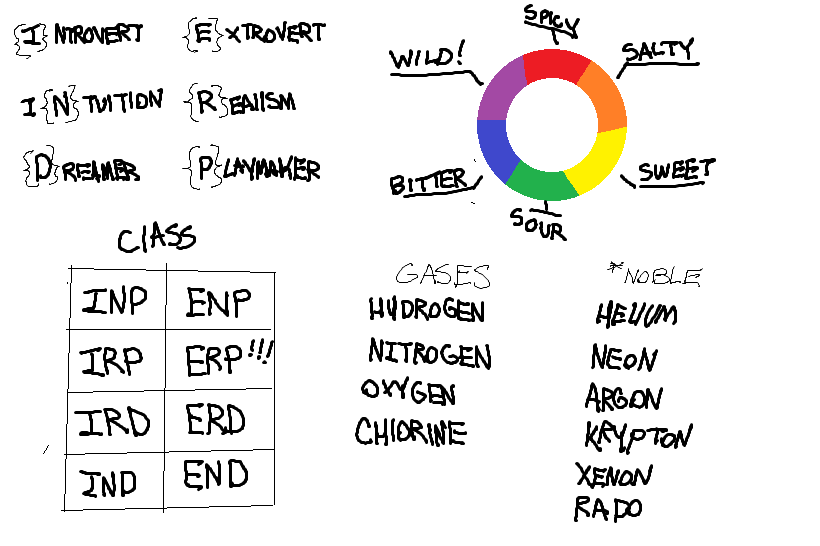 {I}NTROVERT {E}XTROVERT
I{N}TUITION {R}EALISM
{D}REAMER {P}LAYMAKER
SPICY
WILD! SALTY
BITTER SWEET
SOUR
CLASS
INP ENP
IRP ERP!!!
IRD ERD
IND END
GASES
HYDROGEN
NITROGEN
OXYGEN
CHLORINE
*NOBLE
HELIUM
NEON
ARGON
KRYPTON
XENON
RADO